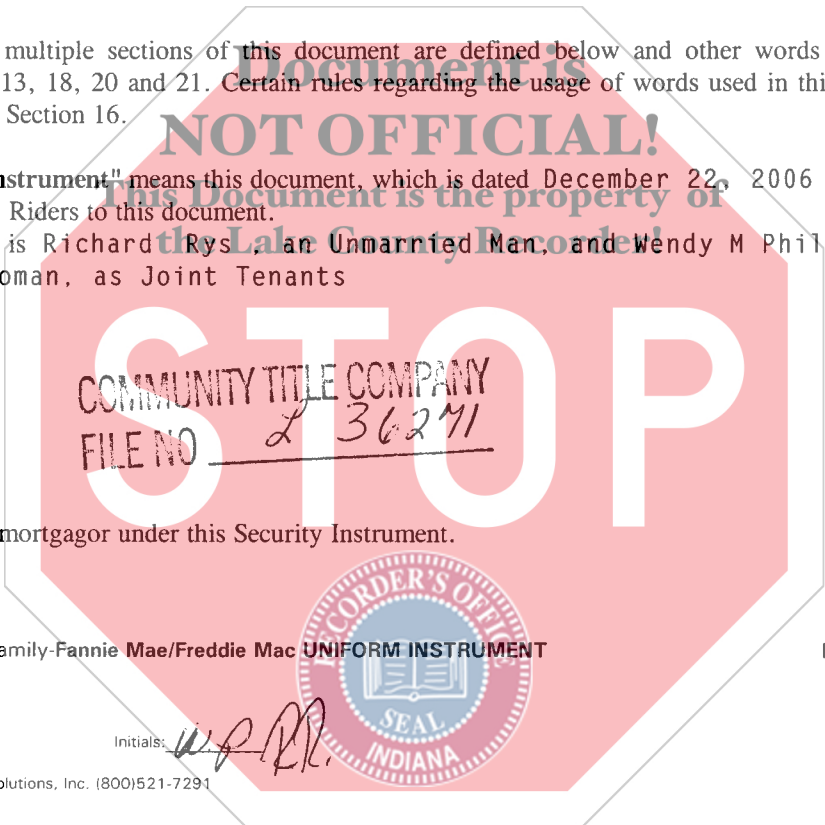 multiple sections of this document are defined below and other words
Document is
13, 18, 20 and 21. Certain rules regarding the usage of words used in thi
Section 16.
NOT OFFICIAL!
nstrument" means this document, which is dated December 22, 2006
This Document is the property of
Riders to this document.
the Lake County Recorder!
is Richard Rys , an Unmarried Man, and Wendy M Phil
oman, as Joint Tenants
STOP
COMMUNITY TITLE COMPANY
FILE NO L 36271
mortgagor under this Security Instrument.
RECORDER'S OFFICE
amily-Fannie Mae/Freddie Mac UNIFORM INSTRUMENT
SEAL
Initials: W.P. R.R.
INDIANA
olutions, Inc. (800)521-7291